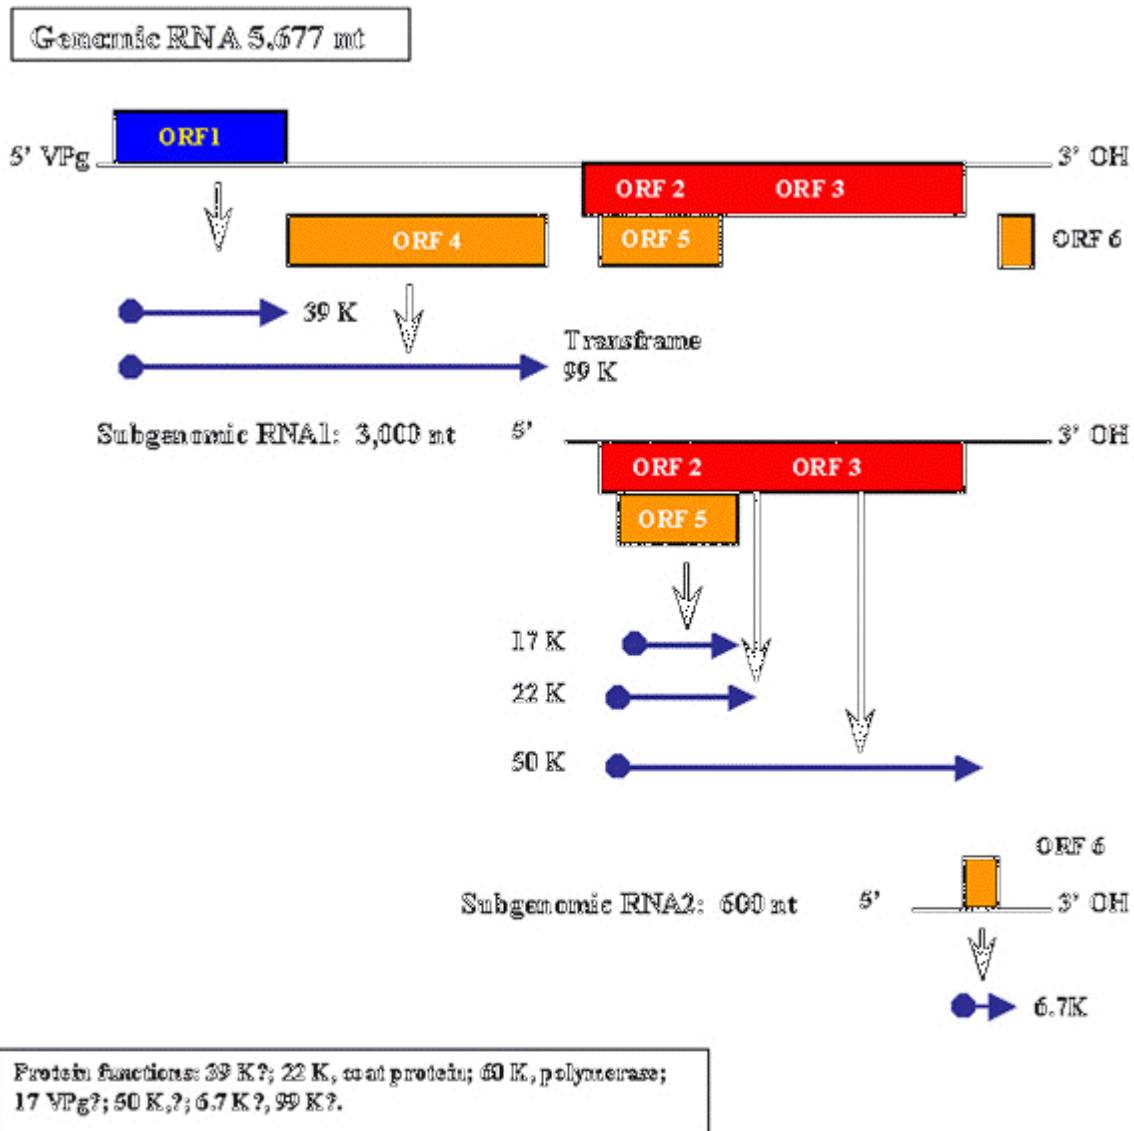 Genomic RNA 5,677 nt
ORF1
5' VPg
3' OH
ORF 2 ORF 3
ORF 4
ORF 5
ORF 6
39 K
Transframe
99 K
Subgenomic RNA1: 3,000 nt 5'
3' OH
ORF 2 ORF 3
ORF 5
17 K
22 K
50 K
ORF 6
Subgenomic RNA2: 600 nt 5' 3' OH
6.7K
Protein functions: 39 K?; 22 K, coat protein; 60 K, polymerase;
17 VPg?; 50 K,?; 6.7 K?, 99 K?.